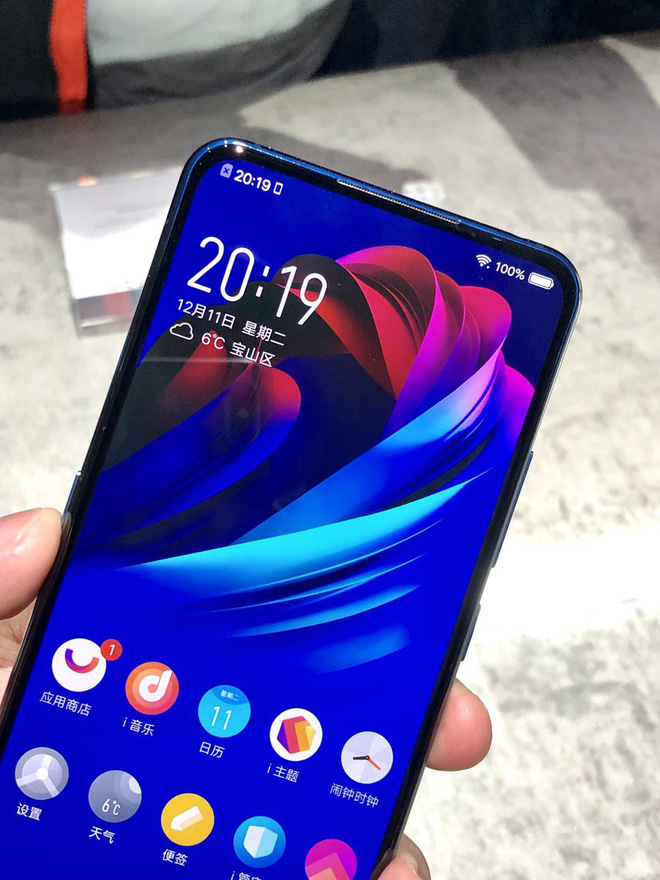 20:19
100%
20:19
12月11日 星期二
6°C 宝山区
1
应用商店
i 音乐
星期二
11
日历
i 主题
闹钟时钟
设置
6°C
天气
便签